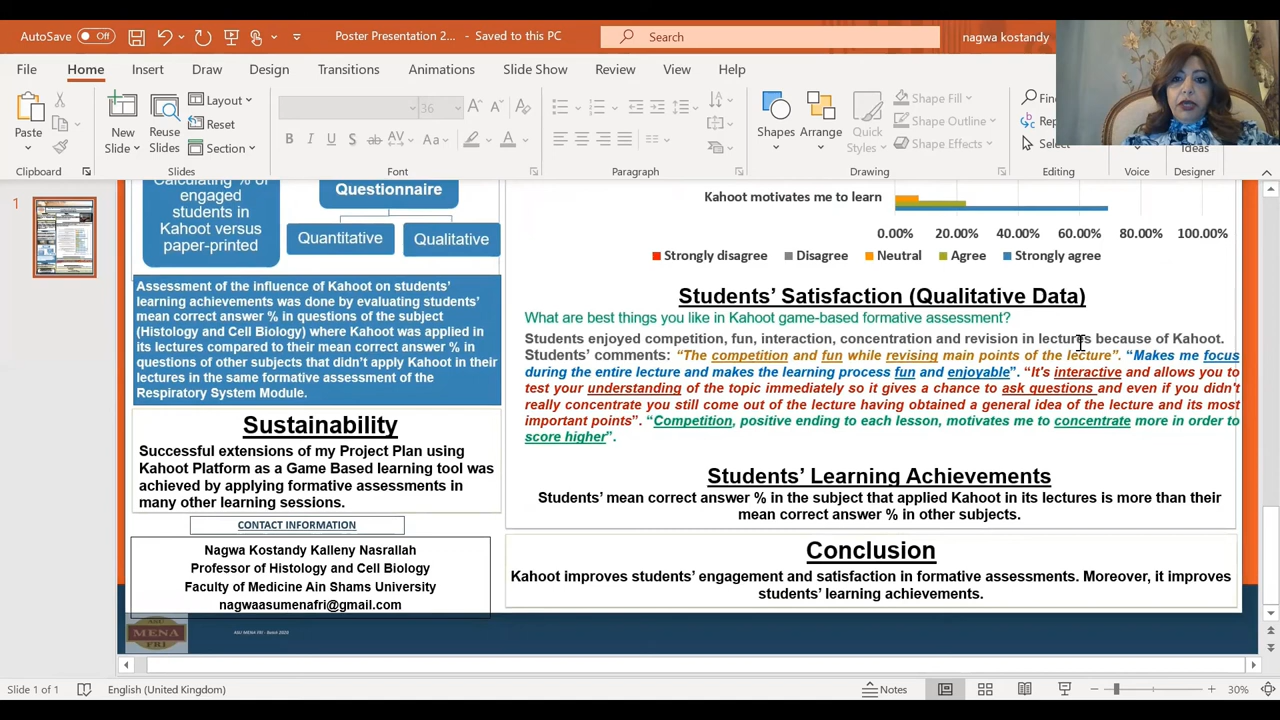 AutoSave Off Poster Presentation 2... - Saved to this PC Search nagwa kostandy
File Home Insert Draw Design Transitions Animations Slide Show Review View Help
Paste New Slide Reuse Slides Layout Reset Section 36 Shapes Arrange Quick Styles Shape Fill Shape Outline Shape Effects
Clipboard Slides Font Paragraph Drawing Editing Voice Ideas Designer
1
Calculating % of
engaged
students in
Kahoot versus
paper-printed
Questionnaire
Quantitative Qualitative
Assessment of the influence of Kahoot on students'
learning achievements was done by evaluating students'
mean correct answer % in questions of the subject
(Histology and Cell Biology) where Kahoot was applied in
its lectures compared to their mean correct answer % in
questions of other subjects that didn't apply Kahoot in their
lectures in the same formative assessment of the
Respiratory System Module.
Sustainability
Successful extensions of my Project Plan using
Kahoot Platform as a Game Based learning tool was
achieved by applying formative assessments in
many other learning sessions.
CONTACT INFORMATION
Nagwa Kostandy Kalleny Nasrallah
Professor of Histology and Cell Biology
Faculty of Medicine Ain Shams University
nagwaasumenafri@gmail.com
ASU
MENA
FRI
Kahoot motivates me to learn
0.00% 20.00% 40.00% 60.00% 80.00% 100.00%
Strongly disagree Disagree Neutral Agree Strongly agree
Students' Satisfaction (Qualitative Data)
What are best things you like in Kahoot game-based formative assessment?
Students enjoyed competition, fun, interaction, concentration and revision in lectures because of Kahoot.
Students' comments: “The competition and fun while revising main points of the lecture”. “Makes me focus
during the entire lecture and makes the learning process fun and enjoyable”. “It's interactive and allows you to
test your understanding of the topic immediately so it gives a chance to ask questions and even if you didn't
really concentrate you still come out of the lecture having obtained a general idea of the lecture and its most
important points”. “Competition, positive ending to each lesson, motivates me to concentrate more in order to
score higher”.
Students' Learning Achievements
Students' mean correct answer % in the subject that applied Kahoot in its lectures is more than their
mean correct answer % in other subjects.
Conclusion
Kahoot improves students' engagement and satisfaction in formative assessments. Moreover, it improves
students' learning achievements.
Slide 1 of 1 English (United Kingdom) Notes 30%